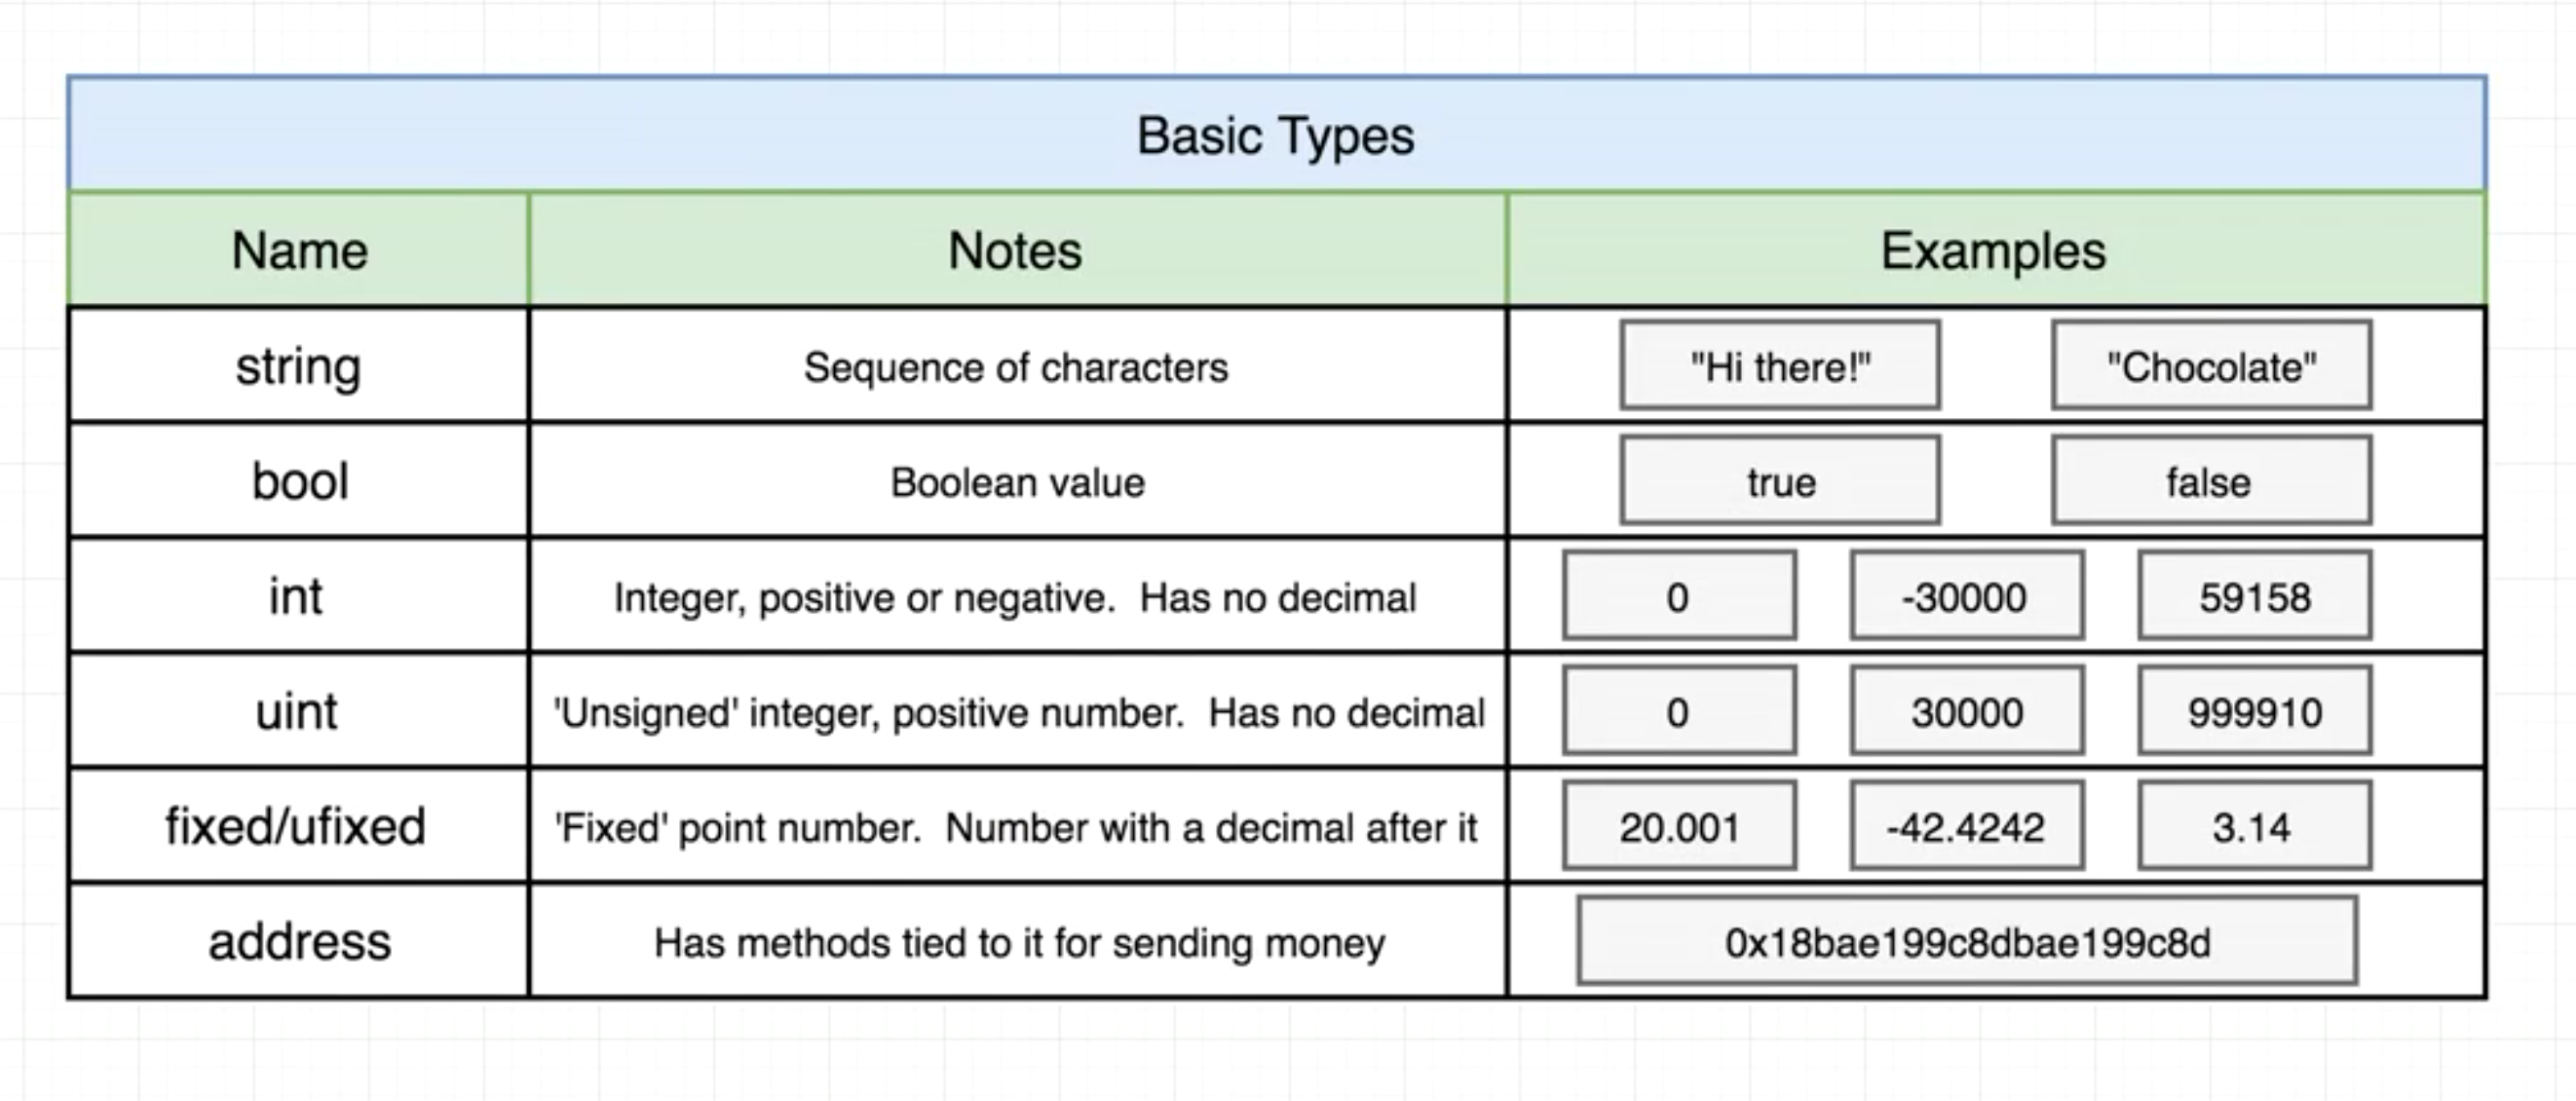 Basic Types
Name Notes Examples
string Sequence of characters "Hi there!" "Chocolate"
bool Boolean value true false
int Integer, positive or negative.  Has no decimal 0 -30000 59158
uint 'Unsigned' integer, positive number.  Has no decimal 0 30000 999910
fixed/ufixed 'Fixed' point number.  Number with a decimal after it 20.001 -42.4242 3.14
address Has methods tied to it for sending money 0x18bae199c8dbae199c8d